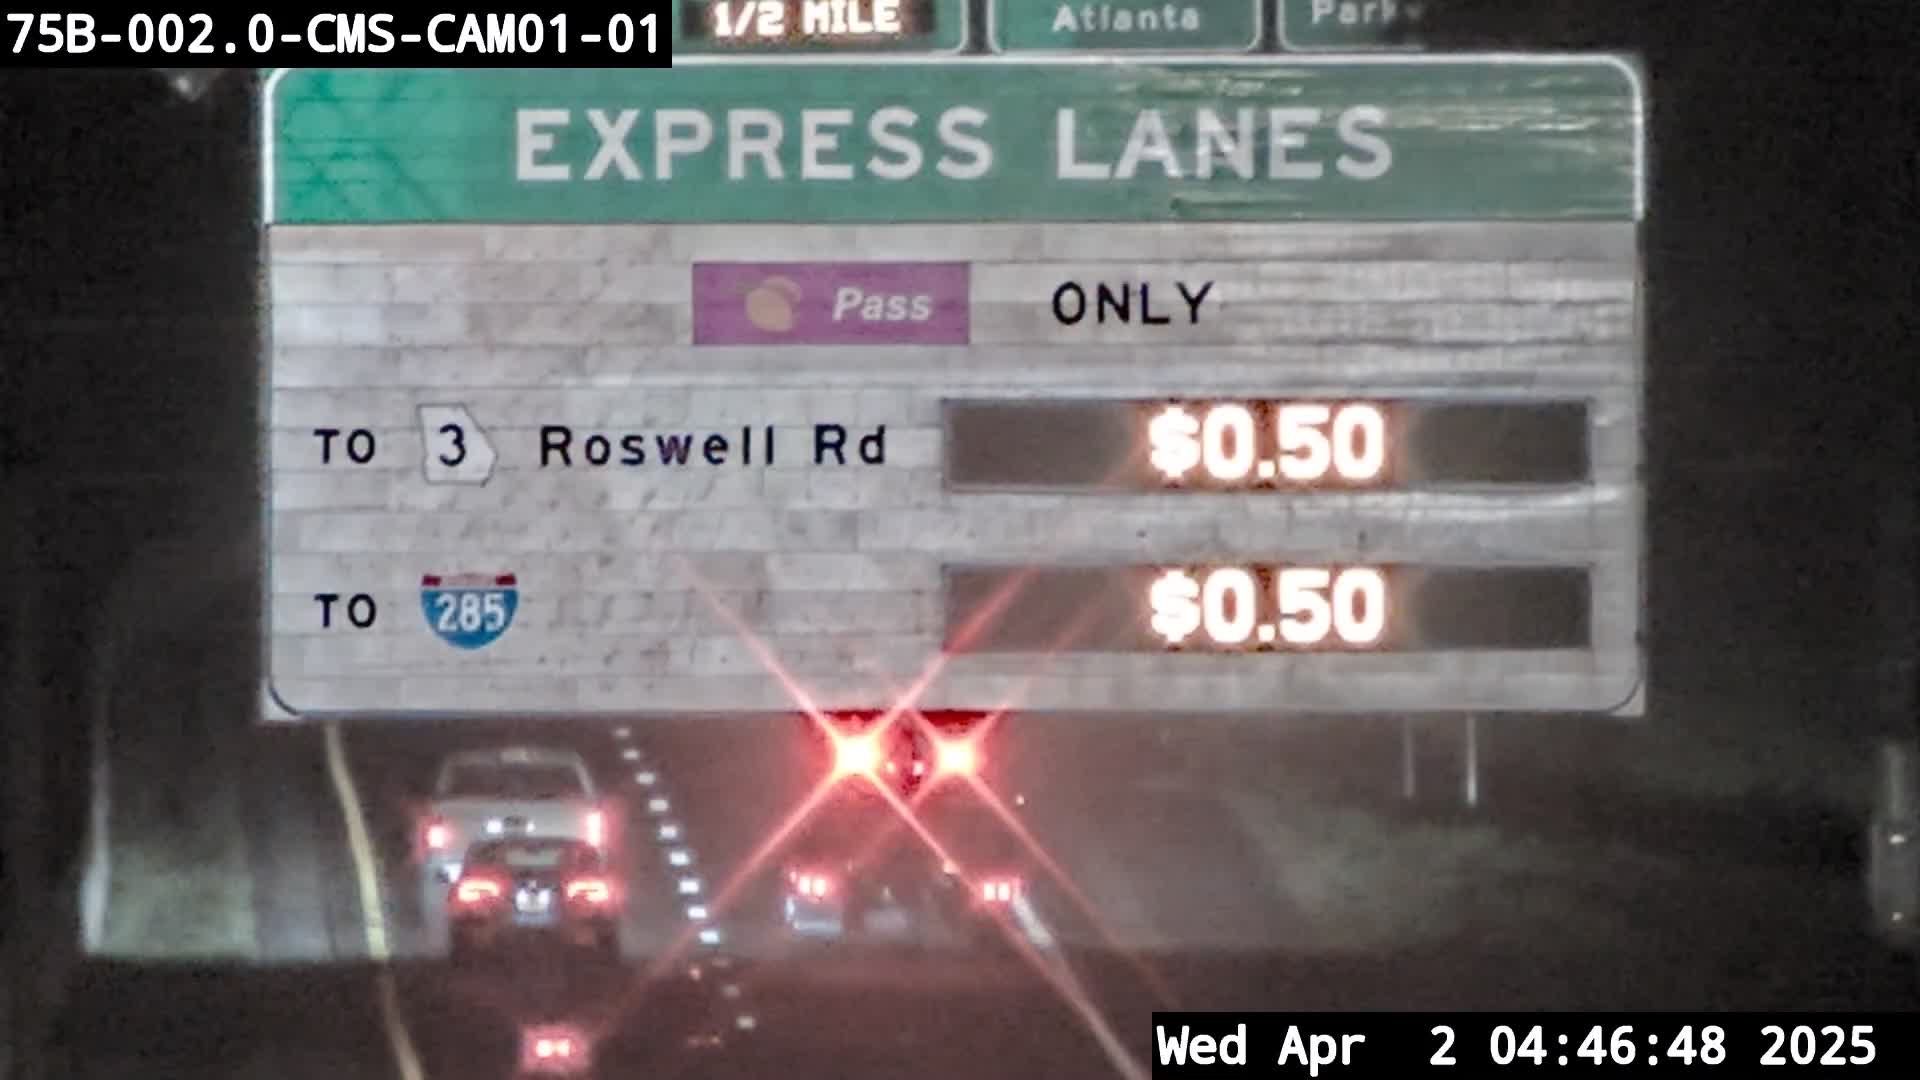 75B-002.0-CMS-CAM01-01
1/2 MILE
Atlanta
EXPRESS LANES
Pass ONLY
TO 3 Roswell Rd $0.50
TO 285 $0.50
Wed Apr 2 04:46:48 2025